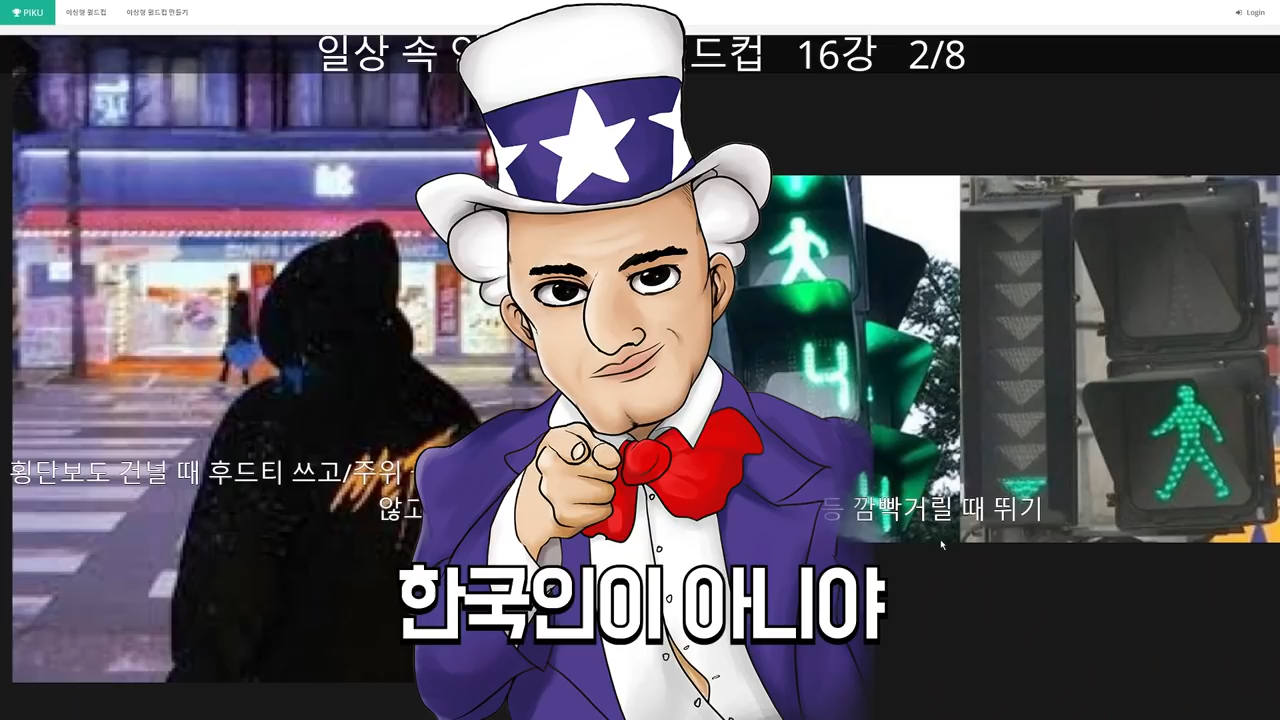 PIKU 이상형 월드컵 이상형 월드컵 만들기 Login
일상 속 드컵 16강 2/8
4
횡단보도 건널 때 후드티 쓰고/주위
않고
등 깜빡거릴 때 뛰기
한국인이 아니야